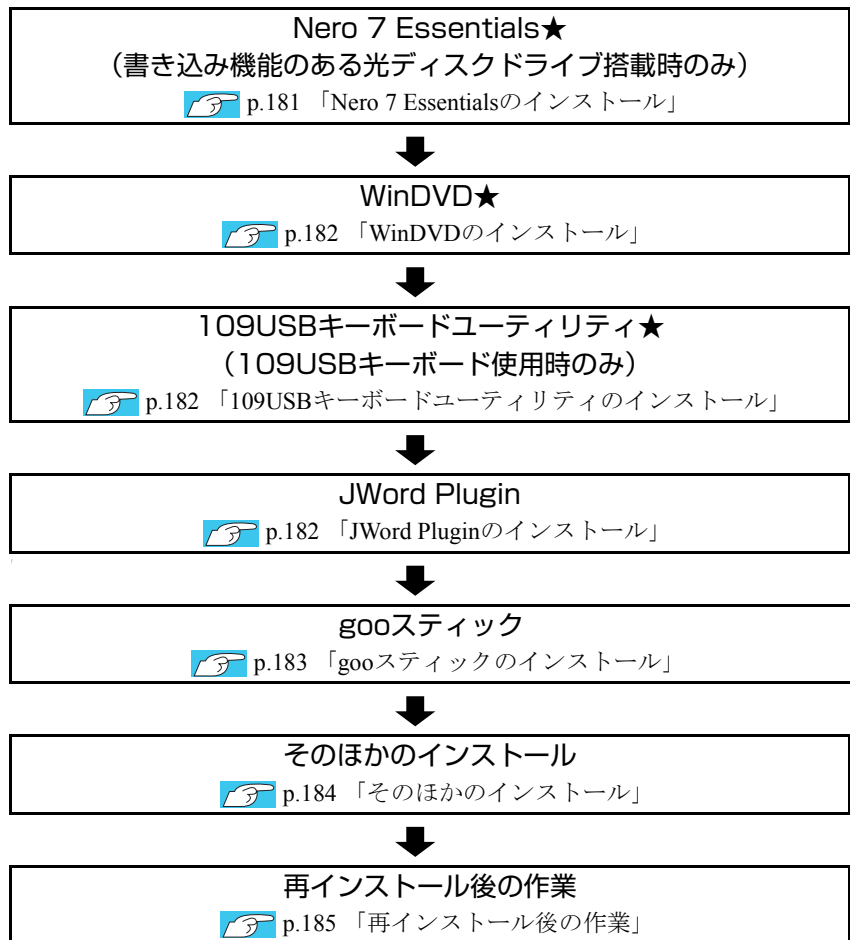 Nero 7 Essentials★
（書き込み機能のある光ディスクドライブ搭載時のみ）
p.181 「Nero 7 Essentialsのインストール」
WinDVD★
p.182 「WinDVDのインストール」
109USBキーボードユーティリティ★
（109USBキーボード使用時のみ）
p.182 「109USBキーボードユーティリティのインストール」
JWord Plugin
p.182 「JWord Pluginのインストール」
gooスティック
p.183 「gooスティックのインストール」
そのほかのインストール
p.184 「そのほかのインストール」
再インストール後の作業
p.185 「再インストール後の作業」